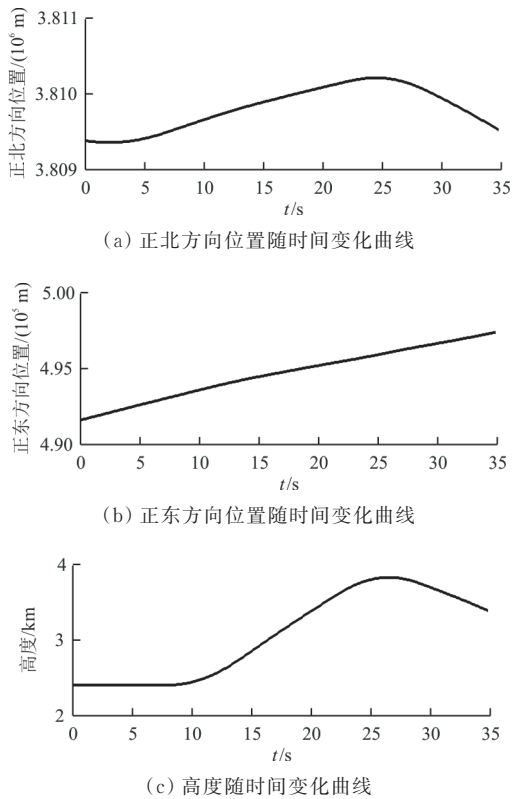 正北方向位置/(10⁶ m)
3.811
3.810
3.809
0 5 10 15 20 25 30 35
t/s
(a) 正北方向位置随时间变化曲线
正东方向位置/(10⁵ m)
5.00
4.95
4.90
0 5 10 15 20 25 30 35
t/s
(b) 正东方向位置随时间变化曲线
高度/km
4
3
2
0 5 10 15 20 25 30 35
t/s
(c) 高度随时间变化曲线